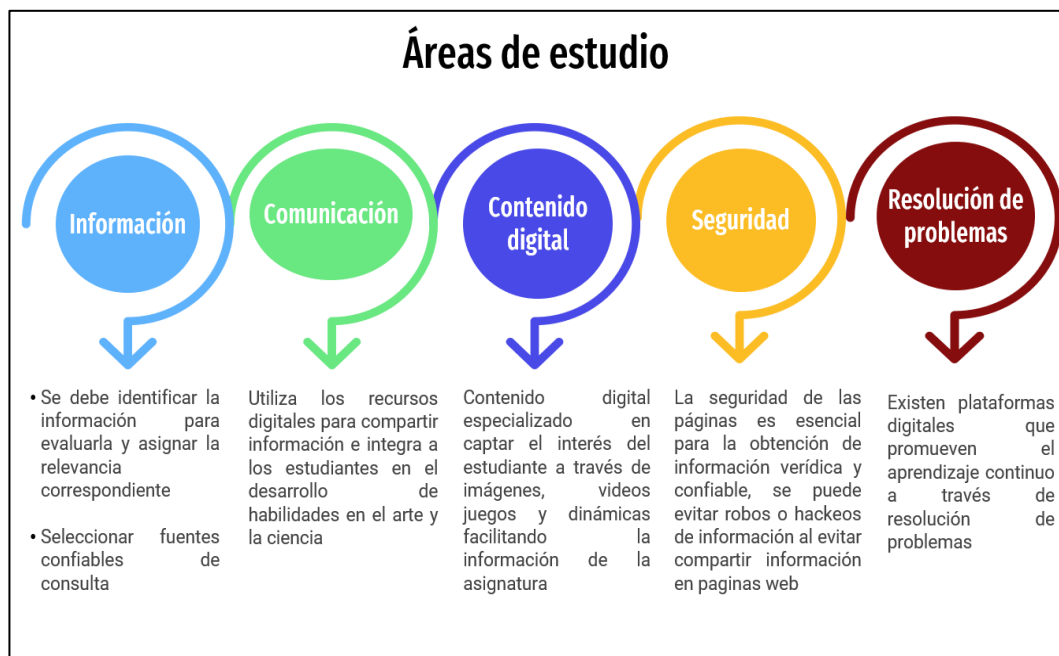 Áreas de estudio
Información
Comunicación
Contenido
digital
Seguridad
Resolución de
problemas
• Se debe identificar la
información para
evaluarla y asignar la
relevancia
correspondiente
• Seleccionar fuentes
confiables de
consulta
Utiliza los recursos
digitales para compartir
información e integra a
los estudiantes en el
desarrollo de
habilidades en el arte y
la ciencia
Contenido digital
especializado en
captar el interés del
estudiante a través de
imágenes, videos
juegos y dinámicas
facilitando la
información de la
asignatura
La seguridad de las
páginas es esencial
para la obtención de
información verídica y
confiable, se puede
evitar robos o hackeos
de información al evitar
compartir información
en paginas web
Existen plataformas
digitales que
promueven el
aprendizaje continuo
a través de
resolución de
problemas